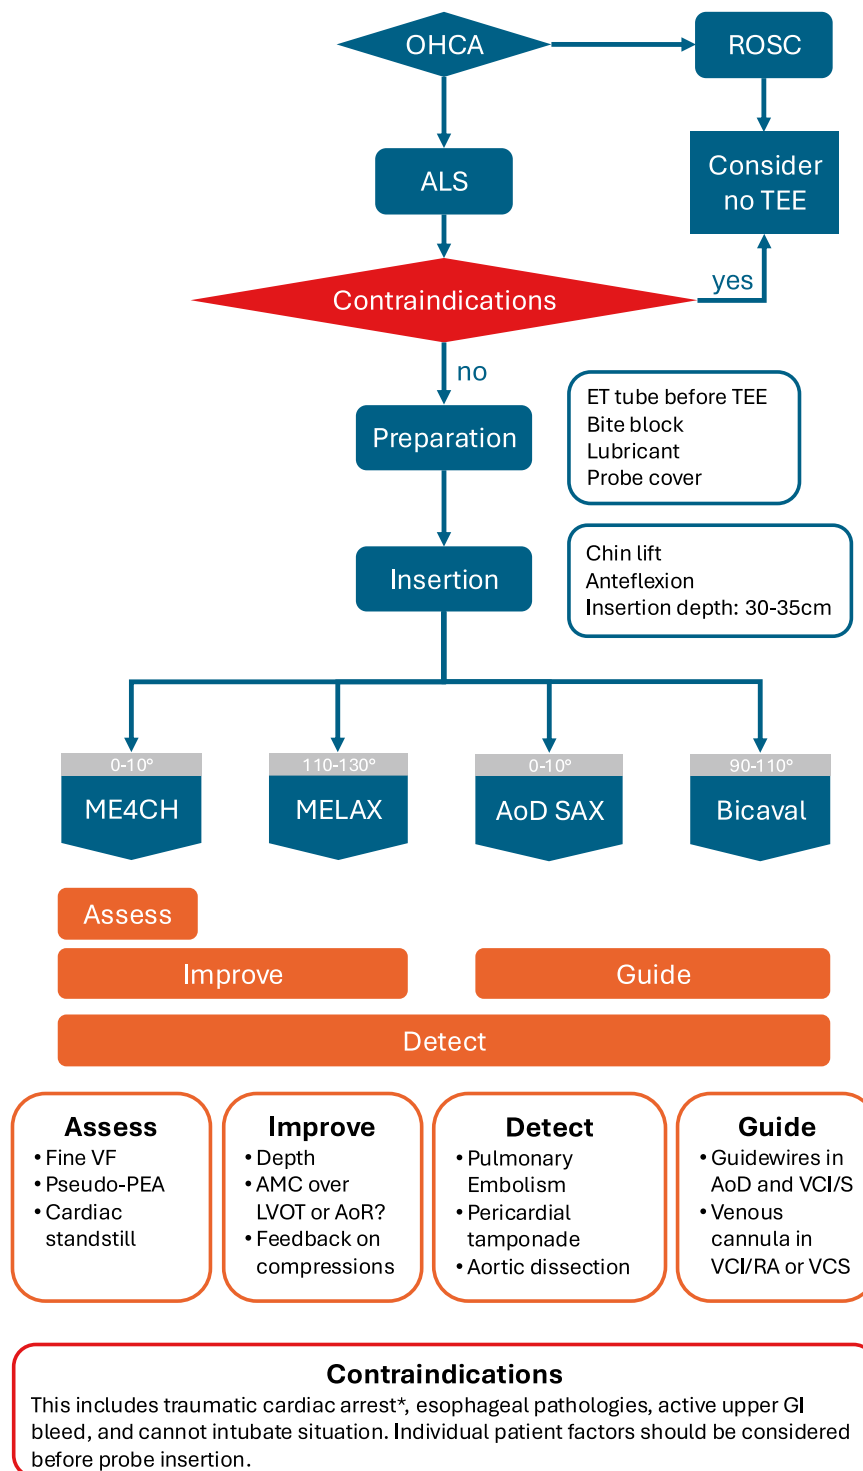 OHCA
ROSC
ALS
Consider
no TEE
Contraindications
yes
no
Preparation
ET tube before TEE
Bite block
Lubricant
Probe cover
Insertion
Chin lift
Anteflexion
Insertion depth: 30-35cm
0-10°
110-130°
0-10°
90-110°
ME4CH
MELAX
AoD SAX
Bicaval
Assess
Improve
Guide
Detect
Assess
• Fine VF
• Pseudo-PEA
• Cardiac
standstill
Improve
• Depth
• AMC over
LVOT or AoR?
• Feedback on
compressions
Detect
• Pulmonary
Embolism
• Pericardial
tamponade
• Aortic dissection
Guide
• Guidewires in
AoD and VCI/S
• Venous
cannula in
VCI/RA or VCS
Contraindications
This includes traumatic cardiac arrest*, esophageal pathologies, active upper GI
bleed, and cannot intubate situation. Individual patient factors should be considered
before probe insertion.